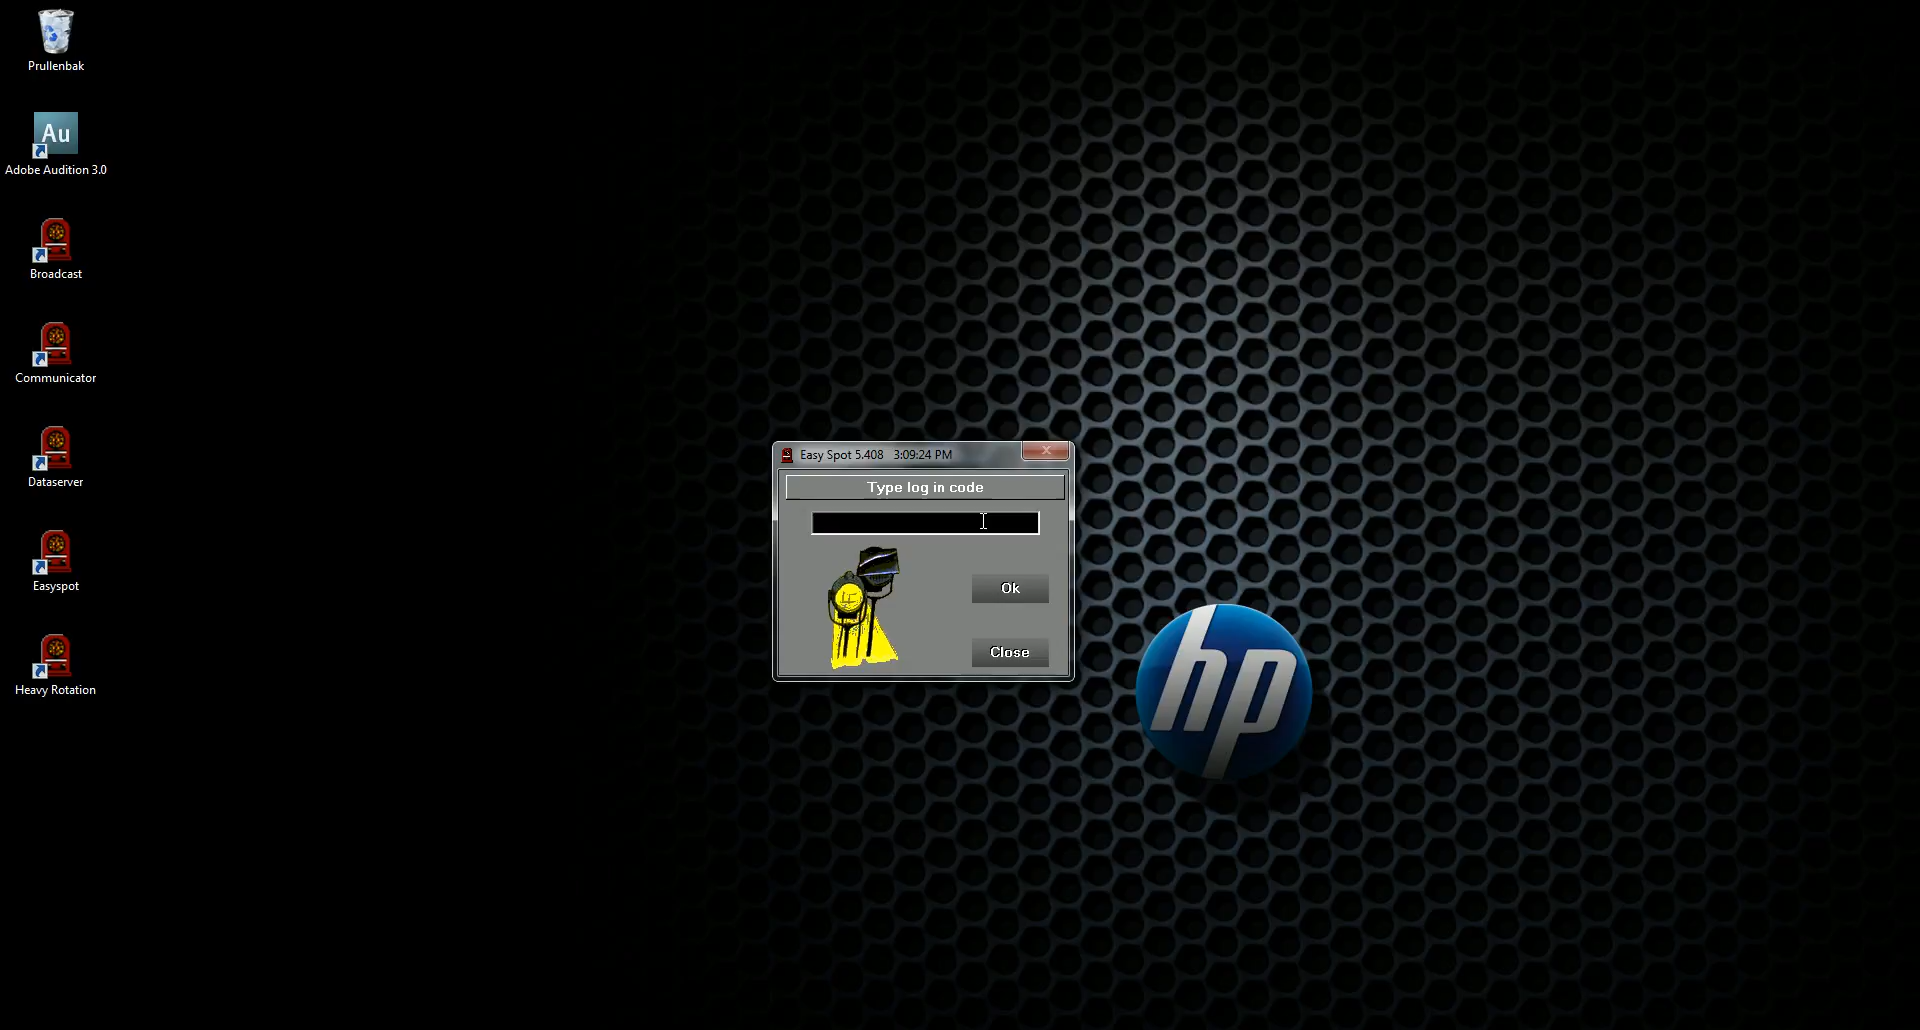 Prullenbak
Au
Adobe Audition 3.0
Broadcast
Communicator
Dataserver
Easyspot
Heavy Rotation
Easy Spot 5.408 3:09:24 PM
Type log in code
Ok
Close
hp